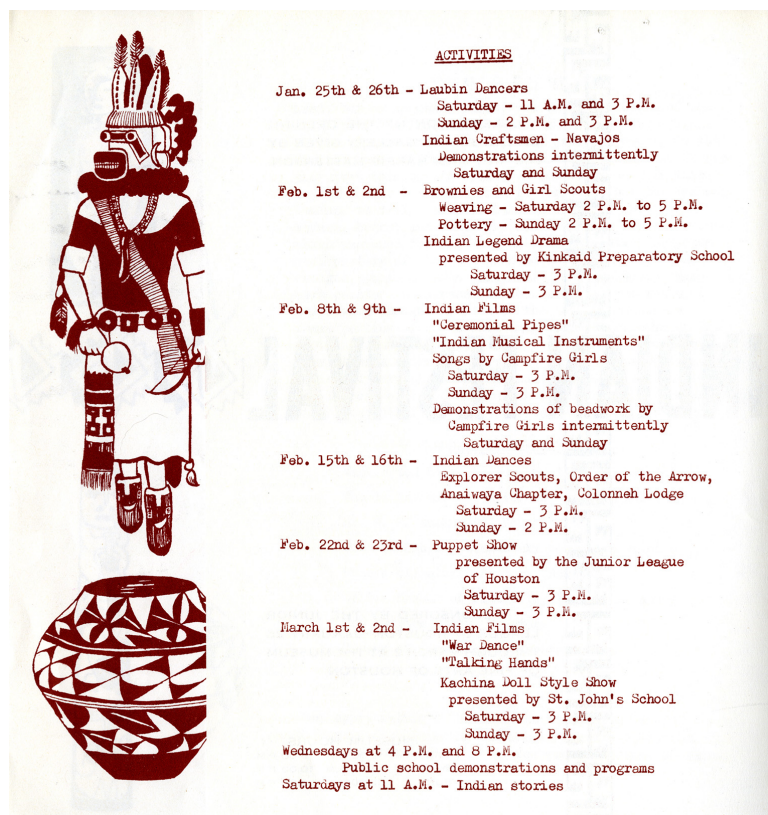 ACTIVITIES
Jan. 25th & 26th - Laubin Dancers
Saturday - 11 A.M. and 3 P.M.
Sunday - 2 P.M. and 3 P.M.
Indian Craftsmen - Navajos
Demonstrations intermittently
Saturday and Sunday
Feb. 1st & 2nd - Brownies and Girl Scouts
Weaving - Saturday 2 P.M. to 5 P.M.
Pottery - Sunday 2 P.M. to 5 P.M.
Indian Legend Drama
presented by Kinkaid Preparatory School
Saturday - 3 P.M.
Sunday - 3 P.M.
Feb. 8th & 9th - Indian Films
"Ceremonial Pipes"
"Indian Musical Instruments"
Songs by Campfire Girls
Saturday - 3 P.M.
Sunday - 3 P.M.
Demonstrations of beadwork by
Campfire Girls intermittently
Saturday and Sunday
Feb. 15th & 16th - Indian Dances
Explorer Scouts, Order of the Arrow,
Anaiwaya Chapter, Colonneh Lodge
Saturday - 3 P.M.
Sunday - 2 P.M.
Feb. 22nd & 23rd - Puppet Show
presented by the Junior League
of Houston
Saturday - 3 P.M.
Sunday - 3 P.M.
March 1st & 2nd - Indian Films
"War Dance"
"Talking Hands"
Kachina Doll Style Show
presented by St. John's School
Saturday - 3 P.M.
Sunday - 3 P.M.
Wednesdays at 4 P.M. and 8 P.M.
Public school demonstrations and programs
Saturdays at 11 A.M. - Indian stories